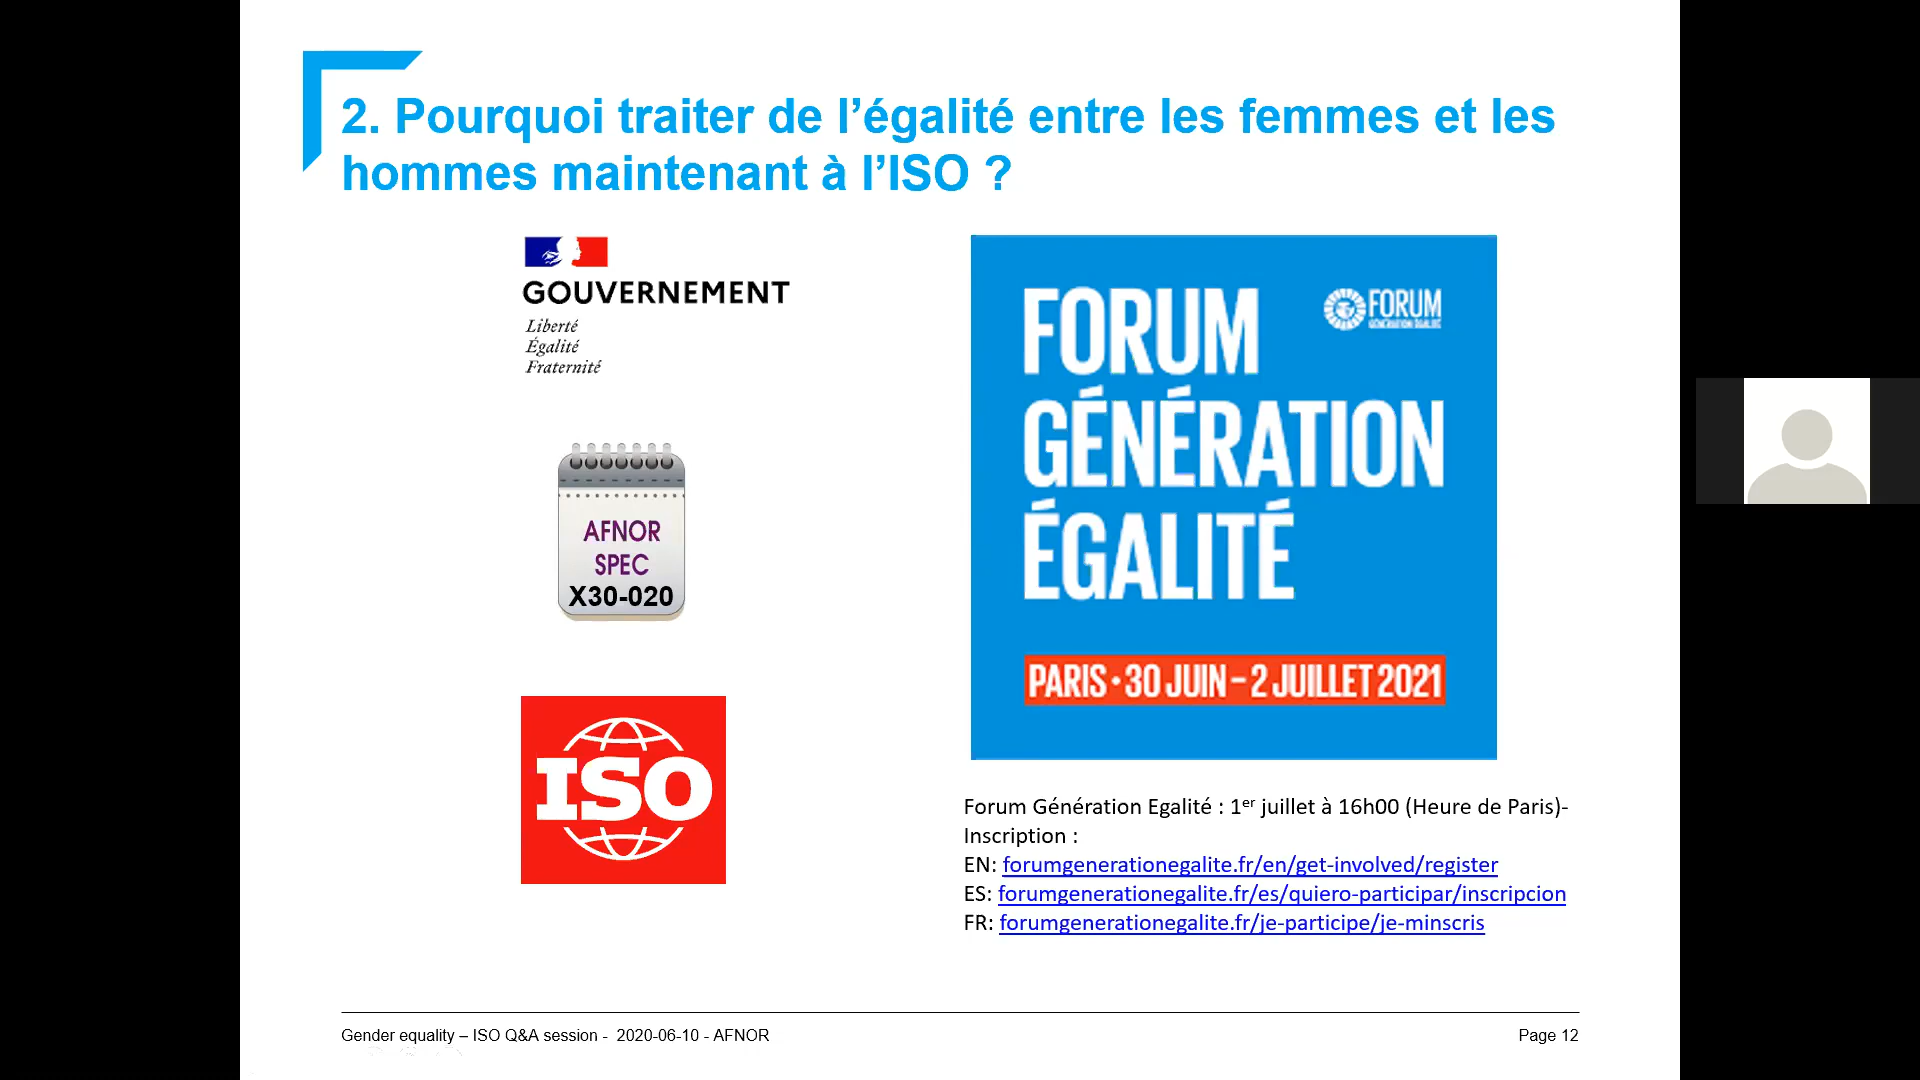 2. Pourquoi traiter de l’égalité entre les femmes et les
hommes maintenant à l’ISO ?
GOUVERNEMENT
Liberté
Égalité
Fraternité
AFNOR
SPEC
X30-020
ISO
FORUM
GÉNÉRATION
ÉGALITÉ
FORUM
GÉNÉRATION ÉGALITÉ
PARIS • 30 JUIN – 2 JUILLET 2021
Forum Génération Egalité : 1er juillet à 16h00 (Heure de Paris)-
Inscription :
EN: forumgenerationegalite.fr/en/get-involved/register
ES: forumgenerationegalite.fr/es/quiero-participar/inscripcion
FR: forumgenerationegalite.fr/je-participe/je-minscris
Gender equality – ISO Q&A session - 2020-06-10 - AFNOR
Page 12